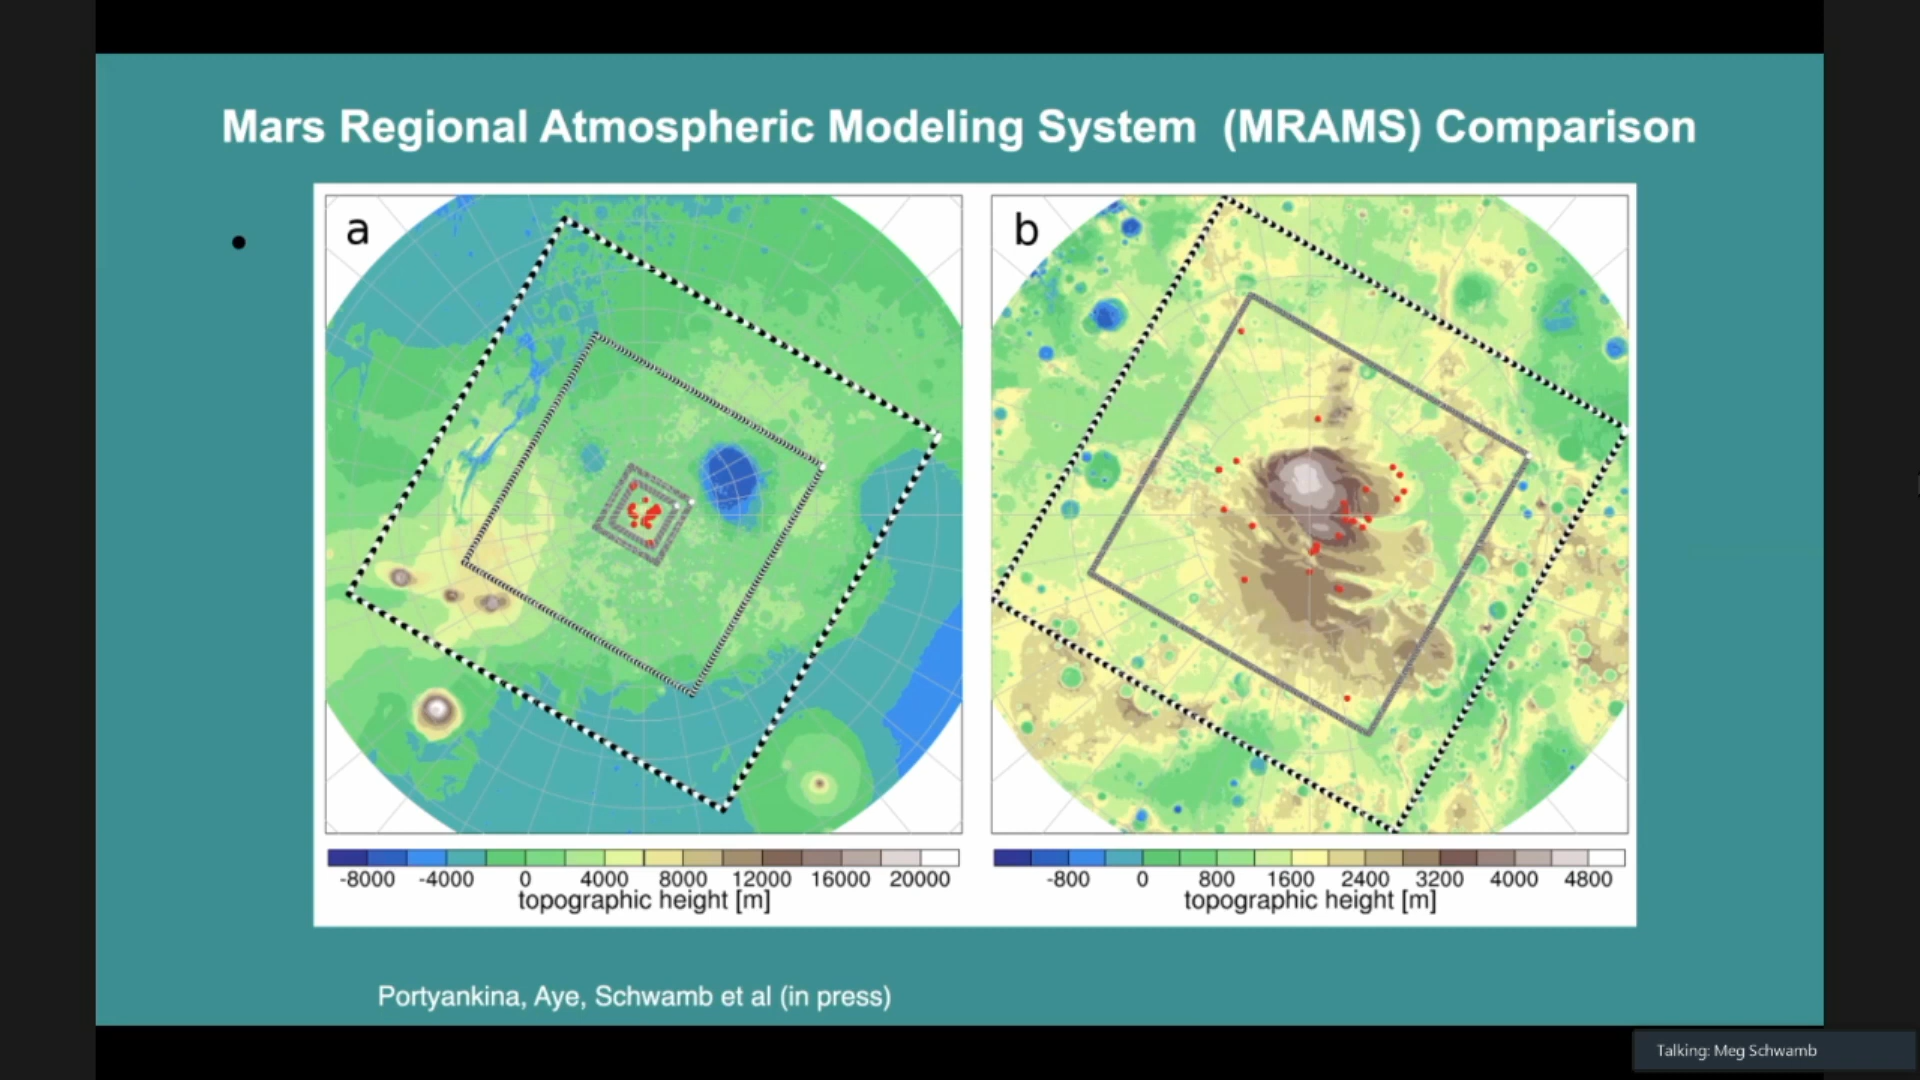 Mars Regional Atmospheric Modeling System (MRAMS) Comparison
a
b
-8000 -4000 0 4000 8000 12000 16000 20000
topographic height [m]
-800 0 800 1600 2400 3200 4000 4800
topographic height [m]
Portyankina, Aye, Schwamb et al (in press)
Talking: Meg Schwamb